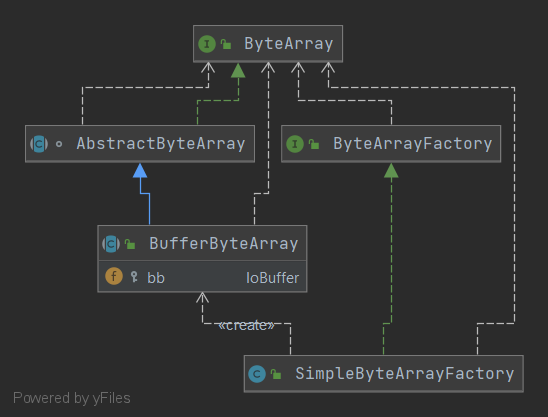 I ByteArray
C AbstractByteArray
I ByteArrayFactory
C BufferByteArray
f bb IoBuffer
«create»
C SimpleByteArrayFactory
Powered by yFiles